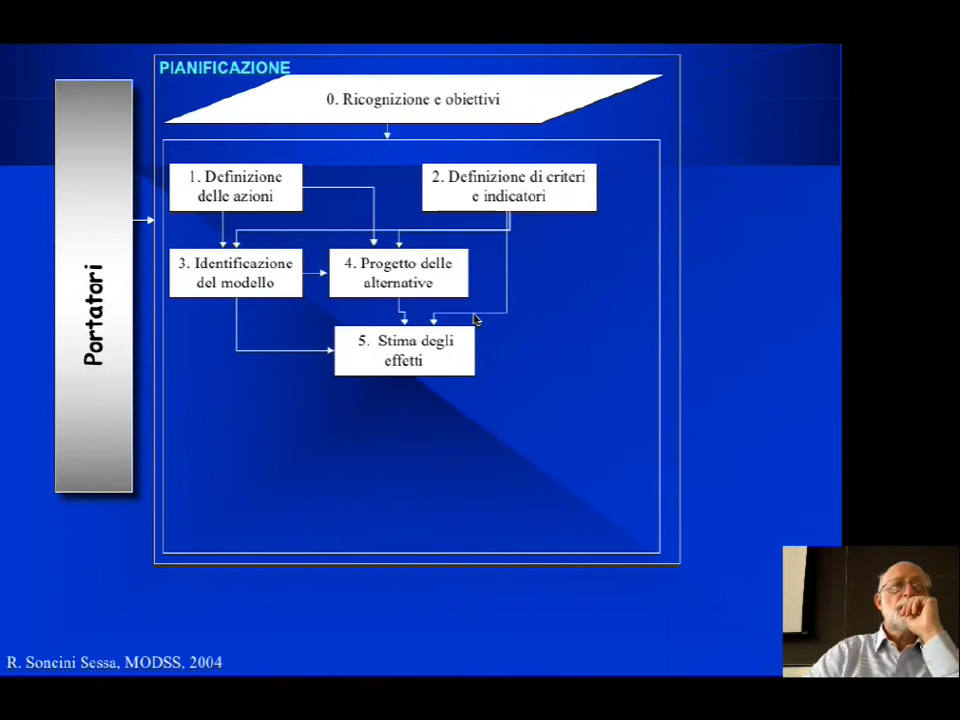 PIANIFICAZIONE
0. Ricognizione e obiettivi
1. Definizione
delle azioni
2. Definizione di criteri
e indicatori
3. Identificazione
del modello
4. Progetto delle
alternative
5. Stima degli
effetti
Portatori
R. Soncini Sessa, MODSS, 2004